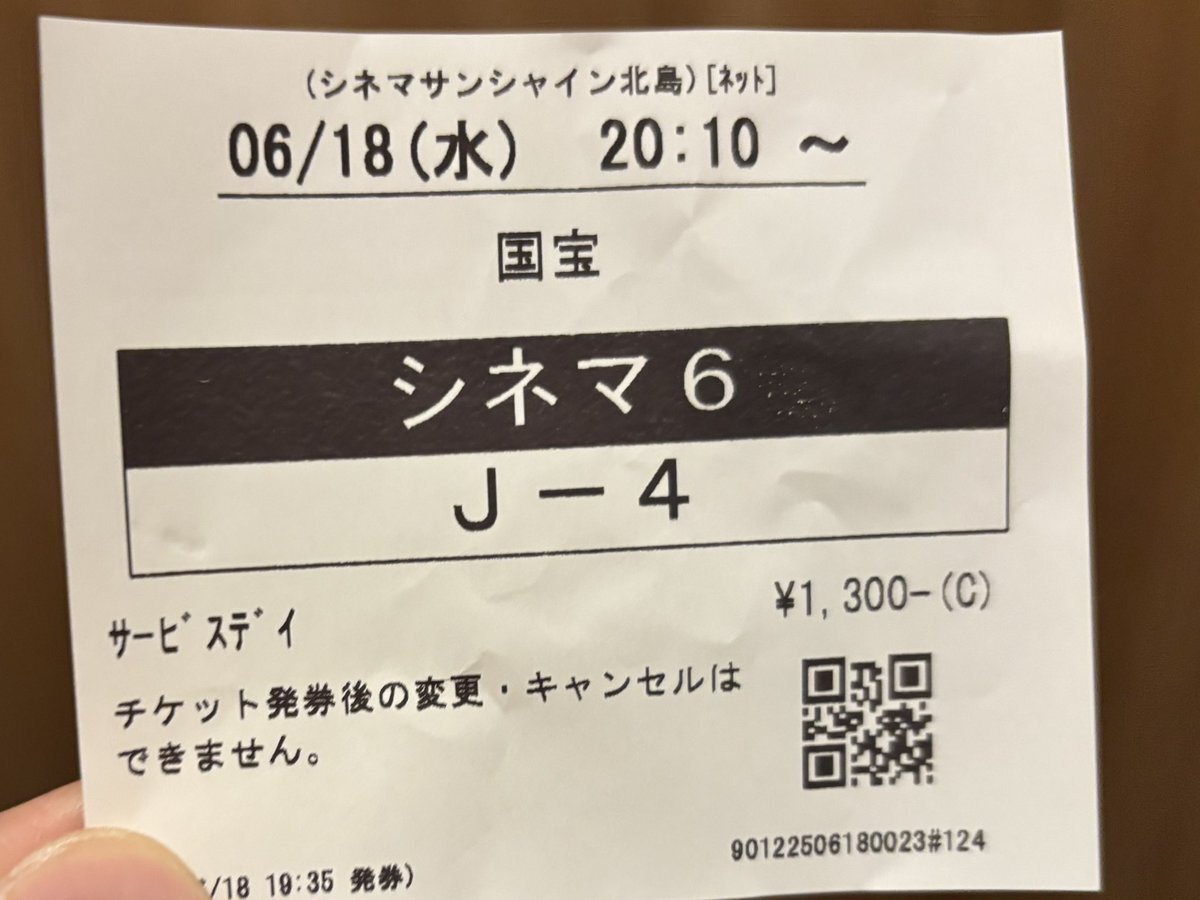 (シネマサンシャイン北島)[ﾈｯﾄ]
06/18(水) 20:10 ～
国宝
シネマ６
Ｊ－４
¥1,300-(C)
ｻｰﾋﾞｽﾃﾞｲ
チケット発券後の変更・キャンセルは
できません。
90122506180023#124
/18 19:35 発券)